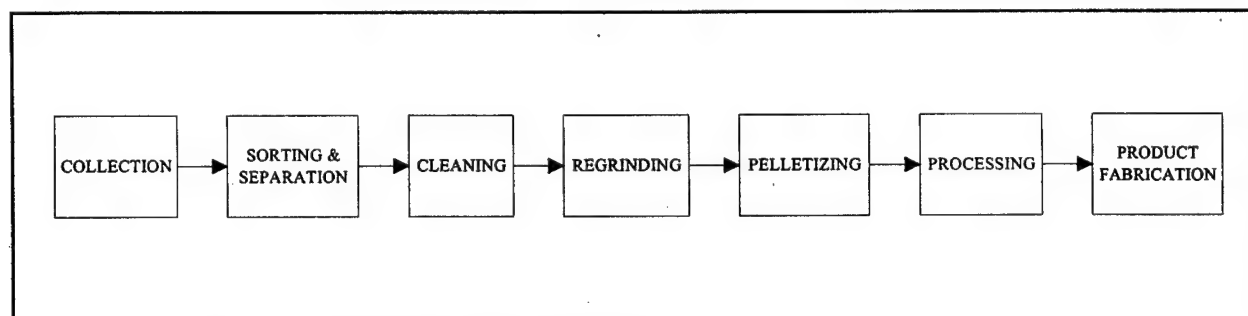 COLLECTION
SORTING &
SEPARATION
CLEANING
REGRINDING
PELLETIZING
PROCESSING
PRODUCT
FABRICATION